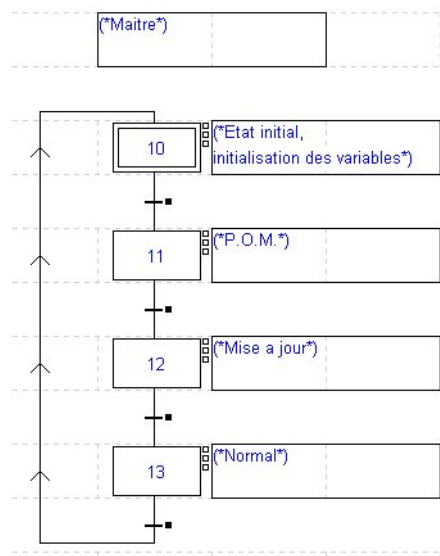 (*Maitre*)
10
(*Etat initial,
initialisation des variables*)
11
(*P.O.M.*)
12
(*Mise a jour*)
13
(*Normal*)